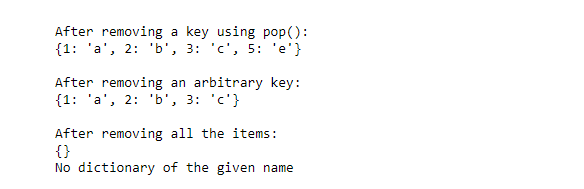 After removing a key using pop():
{1: 'a', 2: 'b', 3: 'c', 5: 'e'}
After removing an arbitrary key:
{1: 'a', 2: 'b', 3: 'c'}
After removing all the items:
{}
No dictionary of the given name